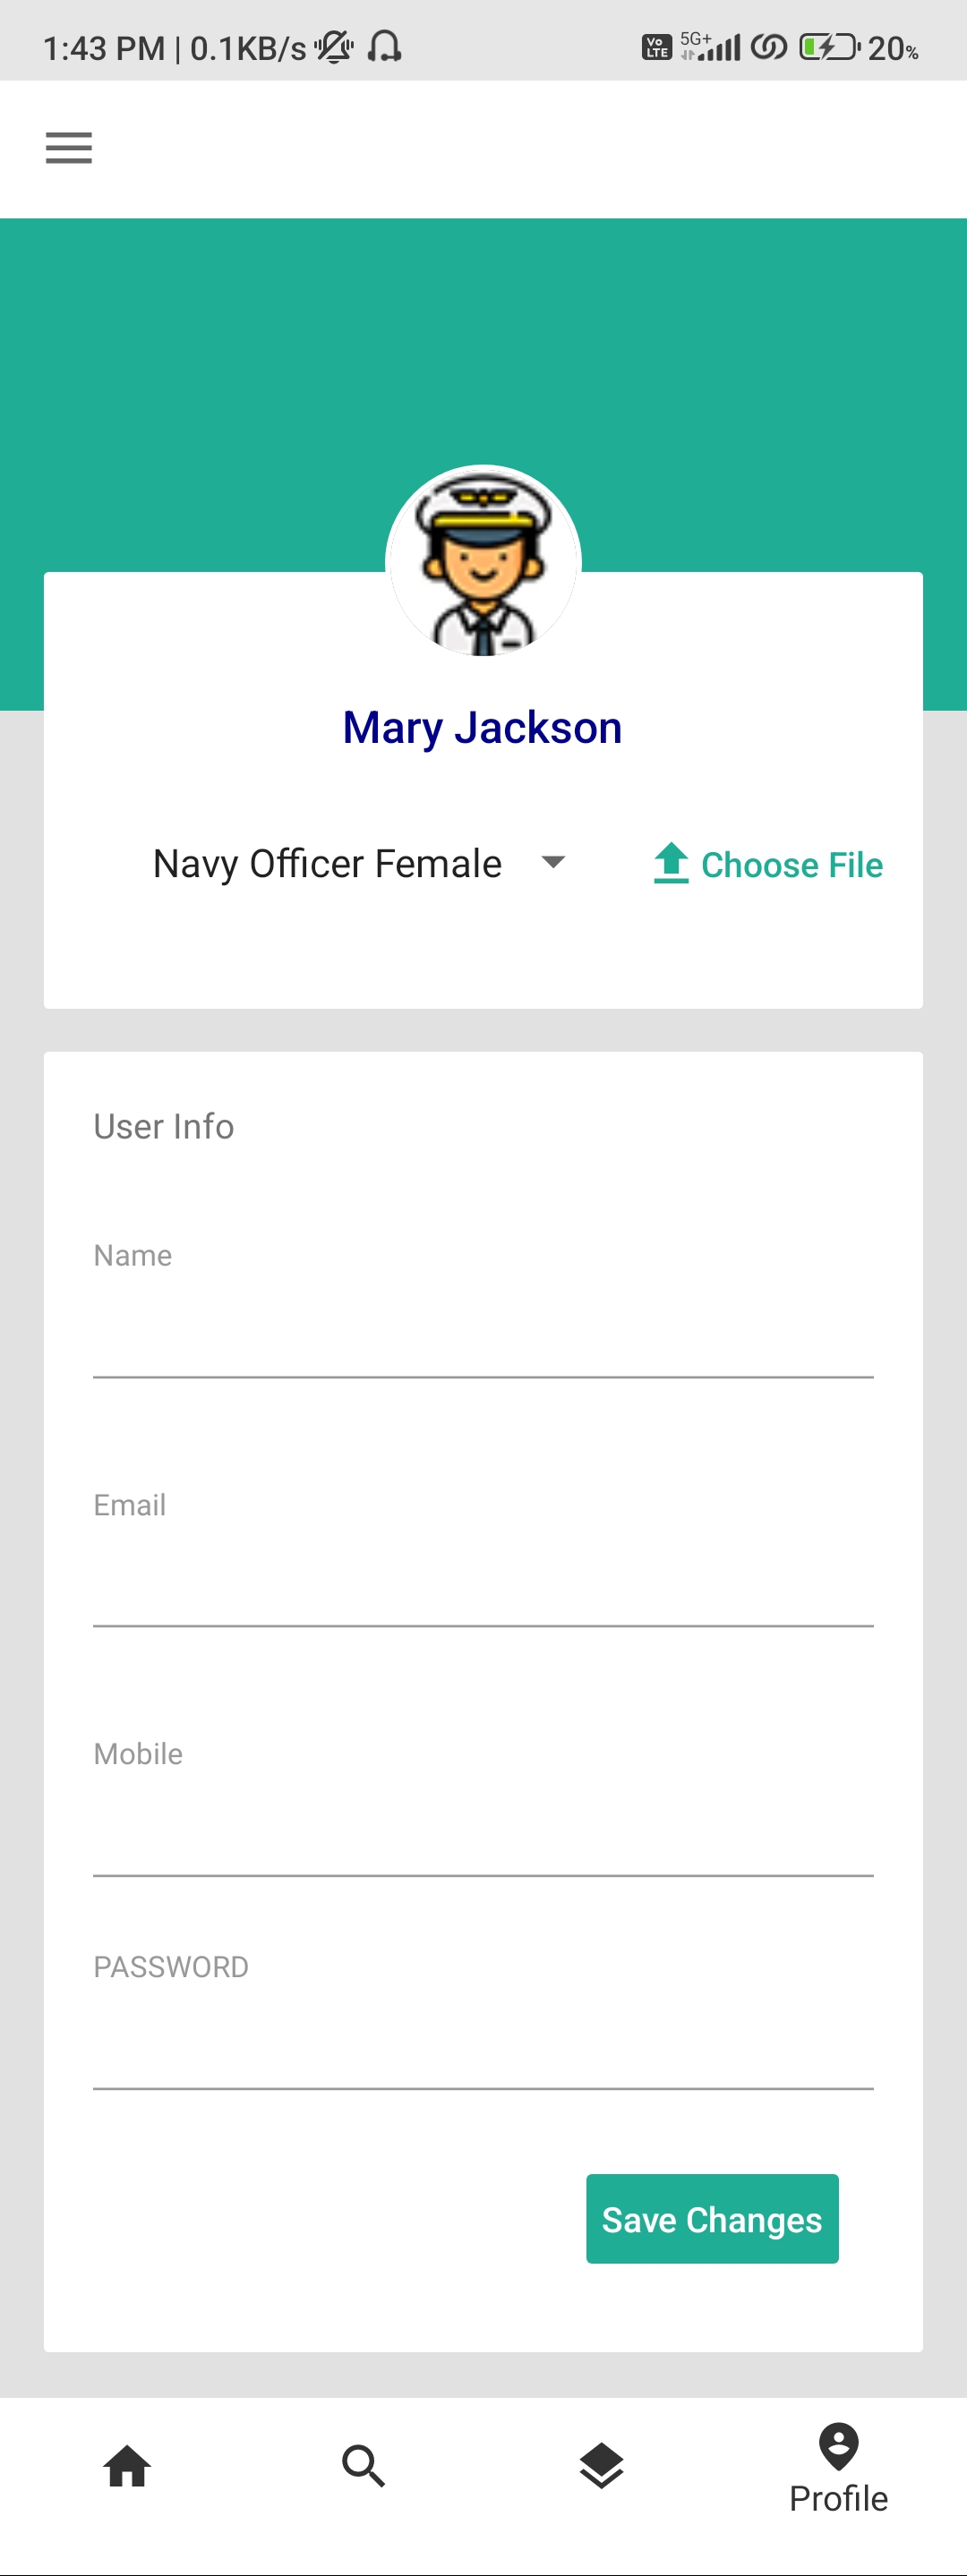 1:43 PM | 0.1KB/s Vo LTE 5G+ 20%
Mary Jackson
Navy Officer Female Choose File
User Info
Name
Email
Mobile
PASSWORD
Save Changes
Profile